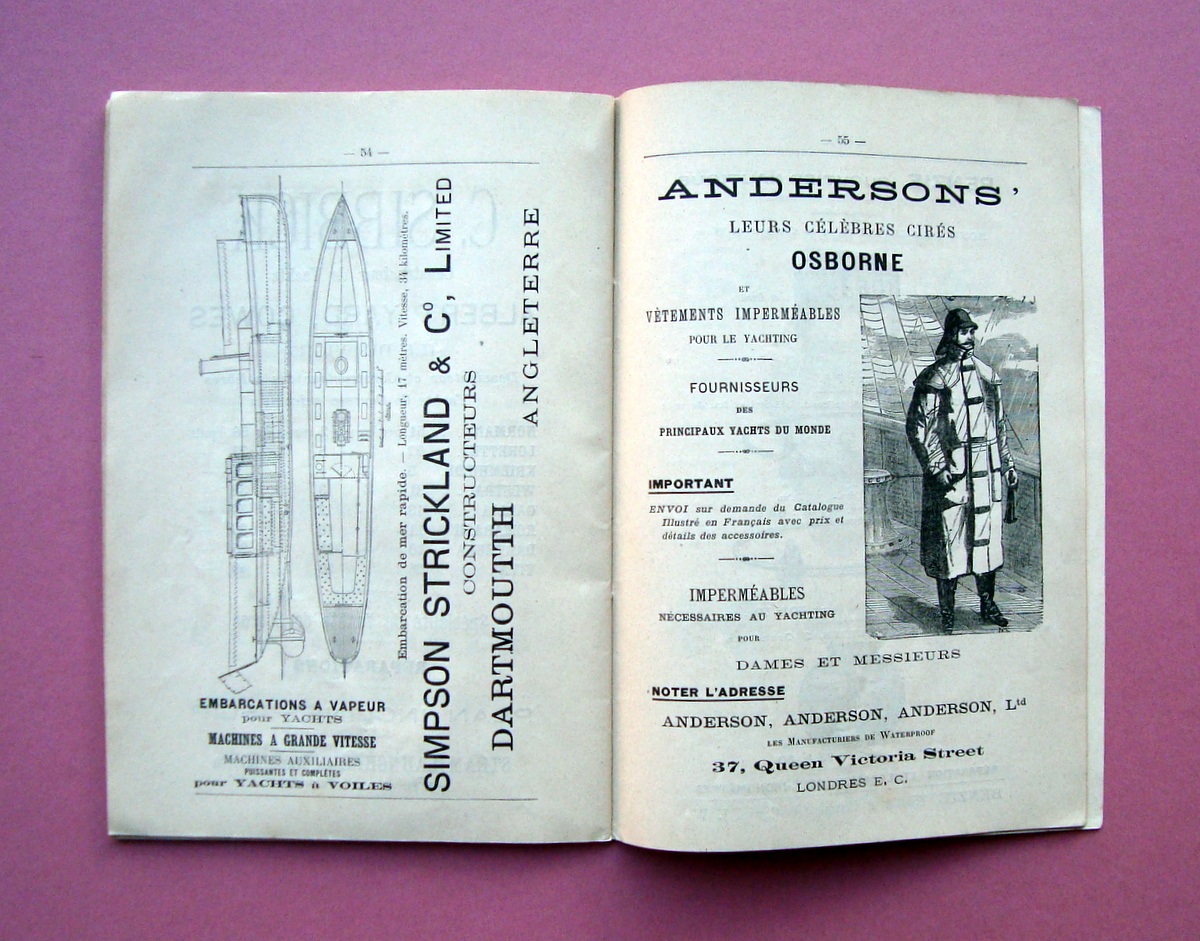 — 54 —
Embarcation de mer rapide. — Longueur, 17 mètres. Vitesse, 34 kilomètres.
SIMPSON STRICKLAND & Cº, LIMITED
CONSTRUCTEURS
DARTMOUTTH
ANGLETERRE
EMBARCATIONS A VAPEUR
pour YACHTS
MACHINES A GRANDE VITESSE
MACHINES AUXILIAIRES
PUISSANTES ET COMPLÈTES
pour YACHTS à VOILES
— 55 —
ANDERSONS'
LEURS CÉLÈBRES CIRÉS
OSBORNE
ET
VÊTEMENTS IMPERMÉABLES
POUR LE YACHTING
FOURNISSEURS
DES
PRINCIPAUX YACHTS DU MONDE
IMPORTANT
ENVOI sur demande du Catalogue
Illustré en Français avec prix et
détails des accessoires.
IMPERMÉABLES
NÉCESSAIRES AU YACHTING
POUR
DAMES ET MESSIEURS
NOTER L'ADRESSE
ANDERSON, ANDERSON, ANDERSON, Ltd
LES MANUFACTURIERS DE WATERPROOF
37, Queen Victoria Street
LONDRES E. C.